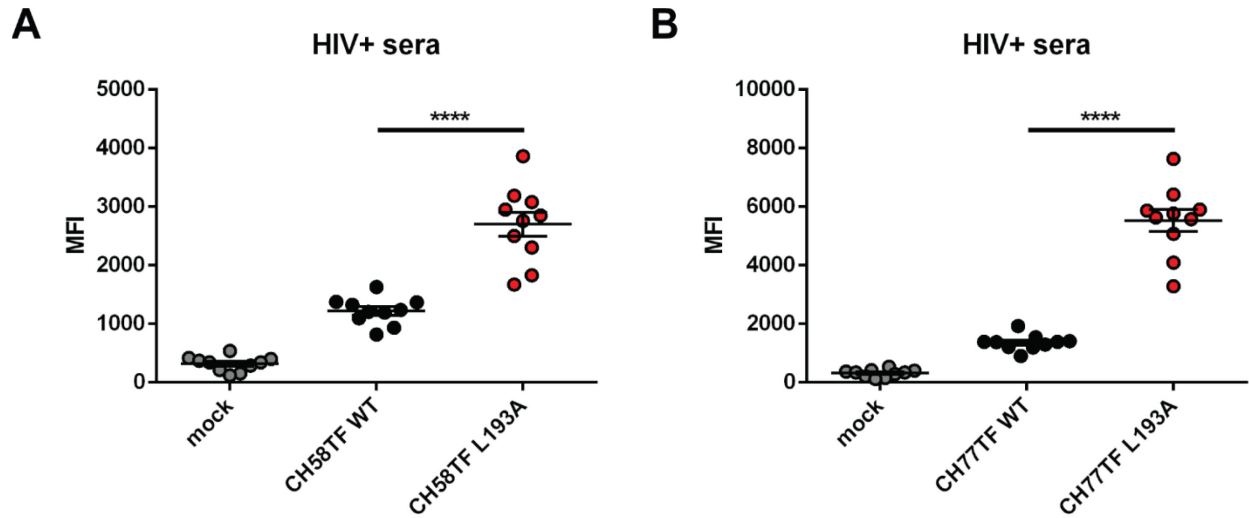 A
HIV+ sera
5000
4000
3000
2000
1000
0
MFI
****
mock
CH58TF WT
CH58TF L193A
B
HIV+ sera
10000
8000
6000
4000
2000
0
MFI
****
mock
CH77TF WT
CH77TF L193A